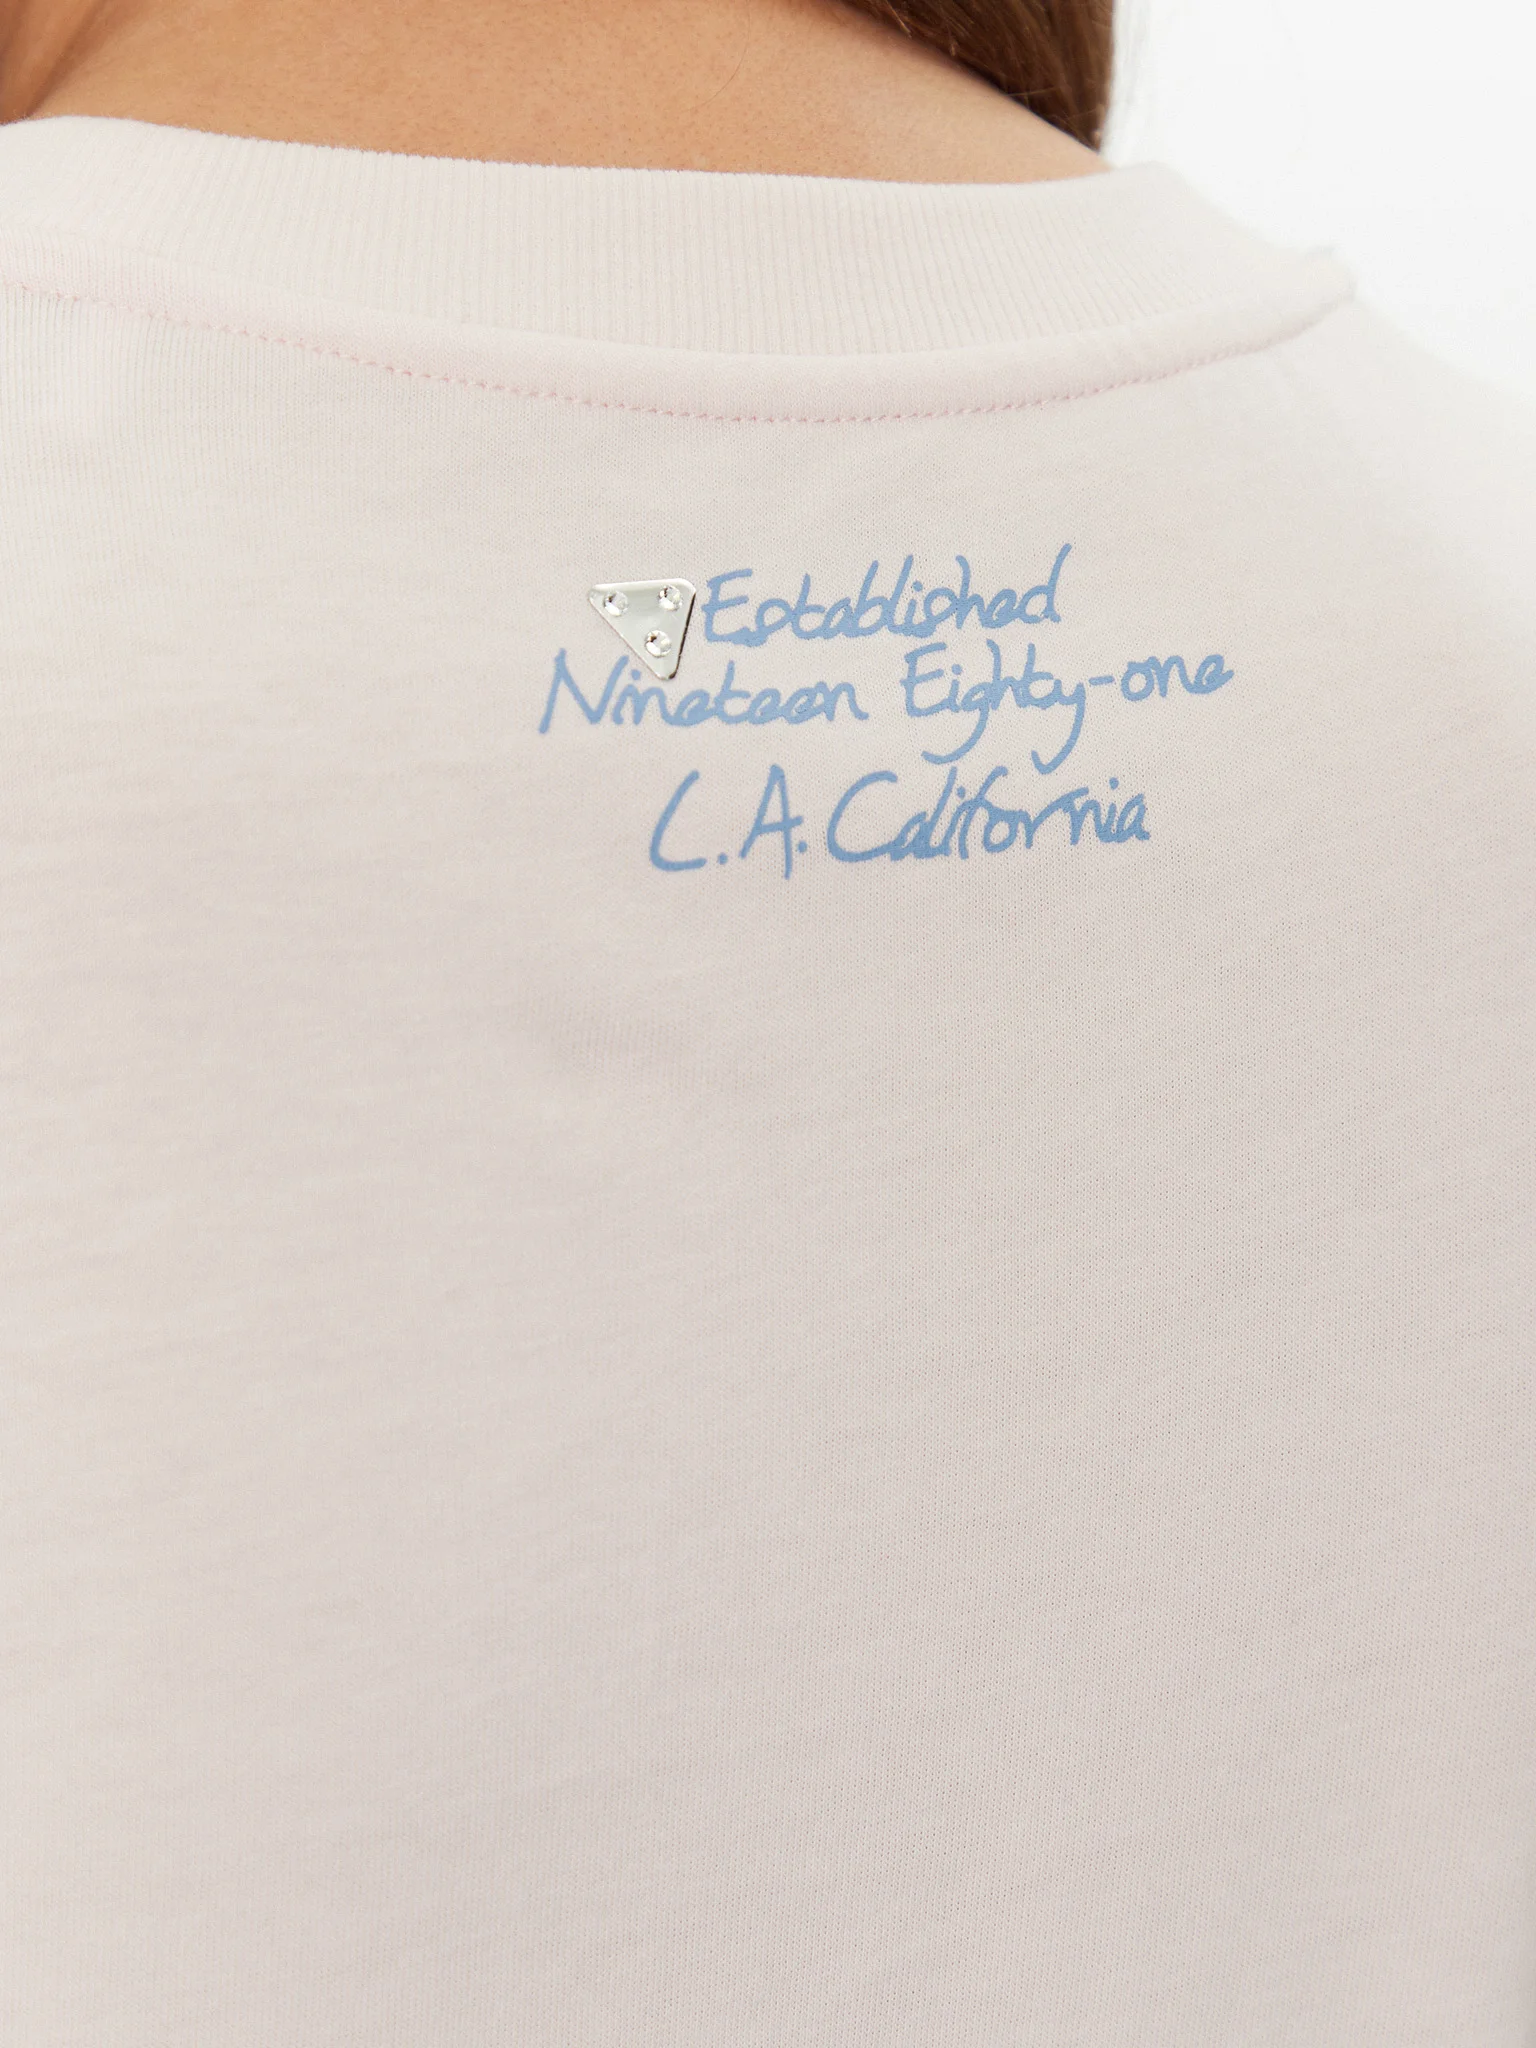 Established
Nineteen Eighty-one
L.A. California